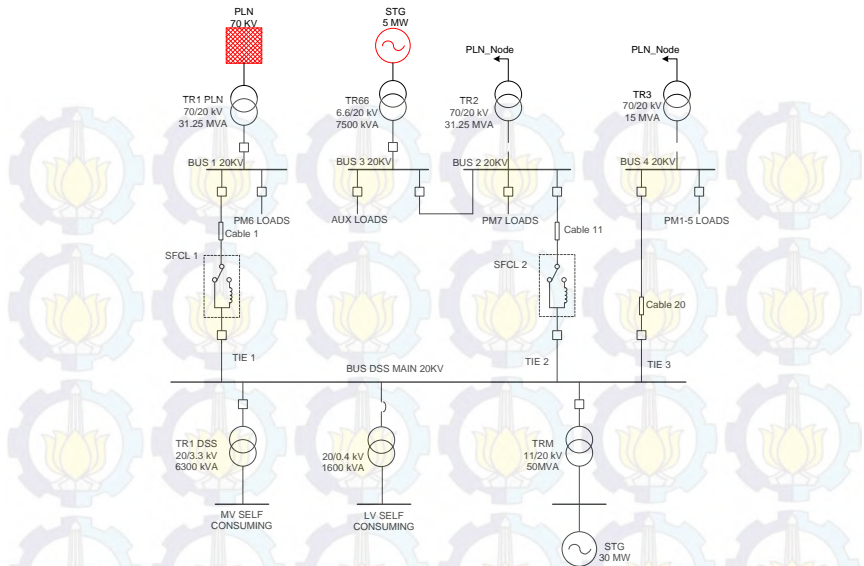 PLN
70 KV
STG
5 MW
PLN_Node
PLN_Node
TR1 PLN
70/20 kV
31.25 MVA
TR66
6.6/20 kV
7500 kVA
TR2
70/20 kV
31.25 MVA
TR3
70/20 kV
15 MVA
BUS 1 20KV
BUS 3 20KV
BUS 2 20KV
BUS 4 20KV
PM6 LOADS
AUX LOADS
PM7 LOADS
PM1-5 LOADS
Cable 1
Cable 11
SFCL 1
SFCL 2
Cable 20
TIE 1
TIE 2
TIE 3
BUS DSS MAIN 20KV
TR1 DSS
20/3.3 kV
6300 kVA
20/0.4 kV
1600 kVA
TRM
11/20 kV
50MVA
MV SELF
CONSUMING
LV SELF
CONSUMING
STG
30 MW